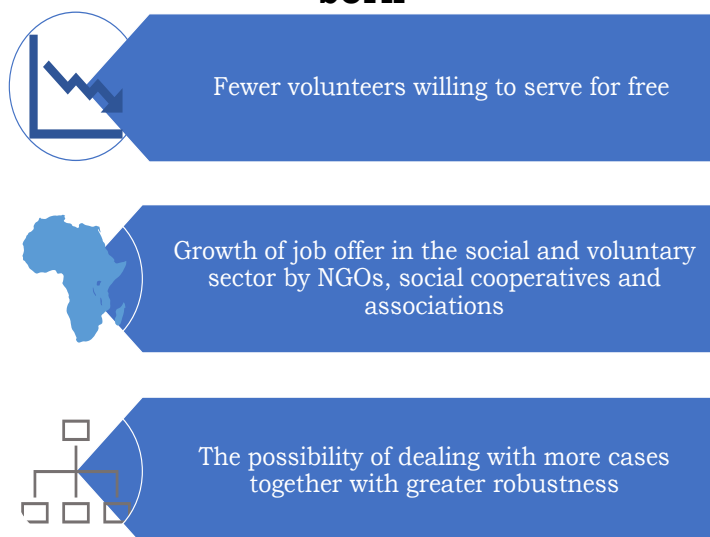 Fewer volunteers willing to serve for free
Growth of job offer in the social and voluntary
sector by NGOs, social cooperatives and
associations
The possibility of dealing with more cases
together with greater robustness